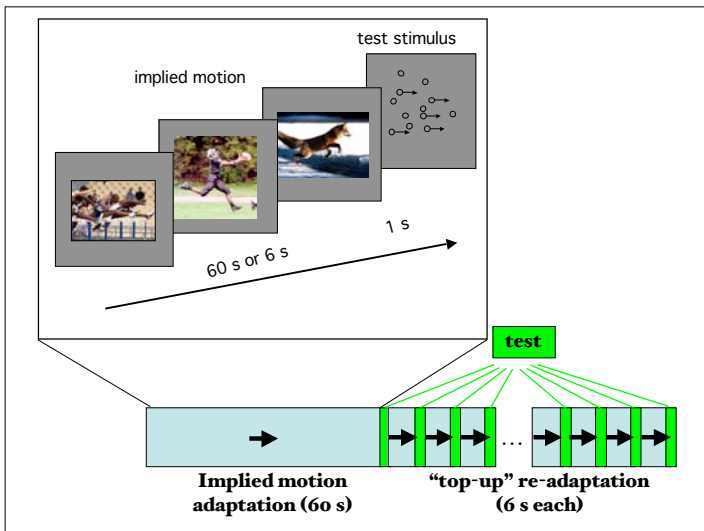 test stimulus
implied motion
60 s or 6 s
1 s
test
...
Implied motion
adaptation (60 s)
“top-up” re-adaptation
(6 s each)